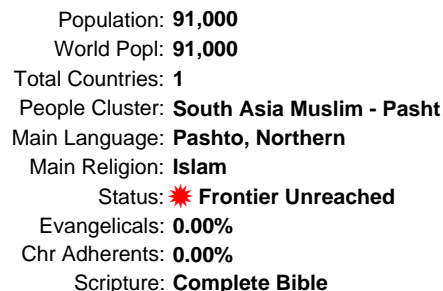 Population: 91,000
World Popl: 91,000
Total Countries: 1
People Cluster: South Asia Muslim - Pasht
Main Language: Pashto, Northern
Main Religion: Islam
Status: Frontier Unreached
Evangelicals: 0.00%
Chr Adherents: 0.00%
Scripture: Complete Bible